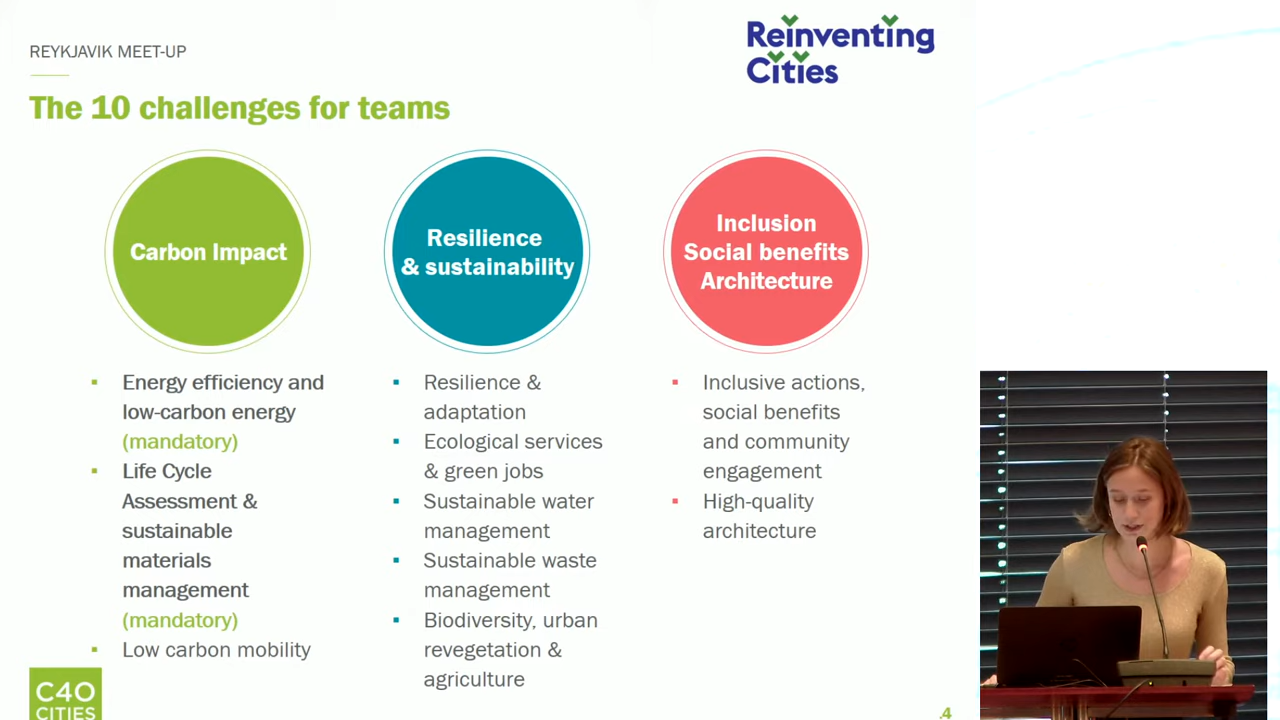 REYKJAVIK MEET-UP
Reinventing
Cities
The 10 challenges for teams
Carbon Impact
Resilience
& sustainability
Inclusion
Social benefits
Architecture
▪ Energy efficiency and
low-carbon energy
(mandatory)
▪ Life Cycle
Assessment &
sustainable
materials
management
(mandatory)
▪ Low carbon mobility
▪ Resilience &
adaptation
▪ Ecological services
& green jobs
▪ Sustainable water
management
▪ Sustainable waste
management
▪ Biodiversity, urban
revegetation &
agriculture
▪ Inclusive actions,
social benefits
and community
engagement
▪ High-quality
architecture
C40
CITIES
.4